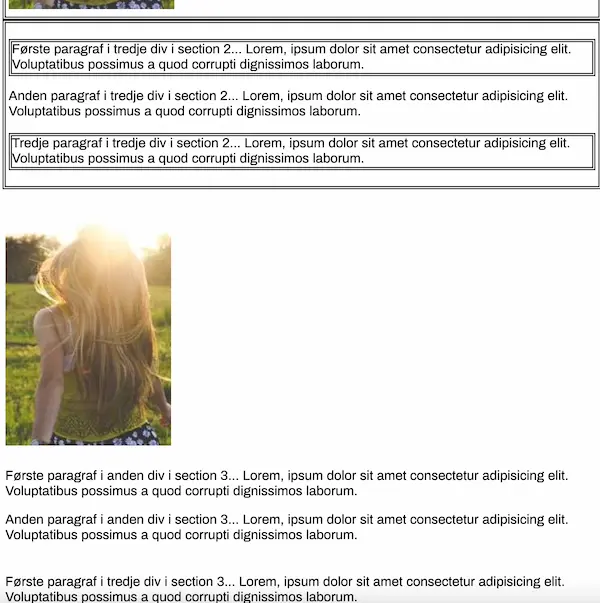 Første paragraf i tredje div i section 2... Lorem, ipsum dolor sit amet consectetur adipisicing elit.
Voluptatibus possimus a quod corrupti dignissimos laborum.
Anden paragraf i tredje div i section 2... Lorem, ipsum dolor sit amet consectetur adipisicing elit.
Voluptatibus possimus a quod corrupti dignissimos laborum.
Tredje paragraf i tredje div i section 2... Lorem, ipsum dolor sit amet consectetur adipisicing elit.
Voluptatibus possimus a quod corrupti dignissimos laborum.
Første paragraf i anden div i section 3... Lorem, ipsum dolor sit amet consectetur adipisicing elit.
Voluptatibus possimus a quod corrupti dignissimos laborum.
Anden paragraf i anden div i section 3... Lorem, ipsum dolor sit amet consectetur adipisicing elit.
Voluptatibus possimus a quod corrupti dignissimos laborum.
Første paragraf i tredje div i section 3... Lorem, ipsum dolor sit amet consectetur adipisicing elit.
Voluptatibus possimus a quod corrupti dignissimos laborum.